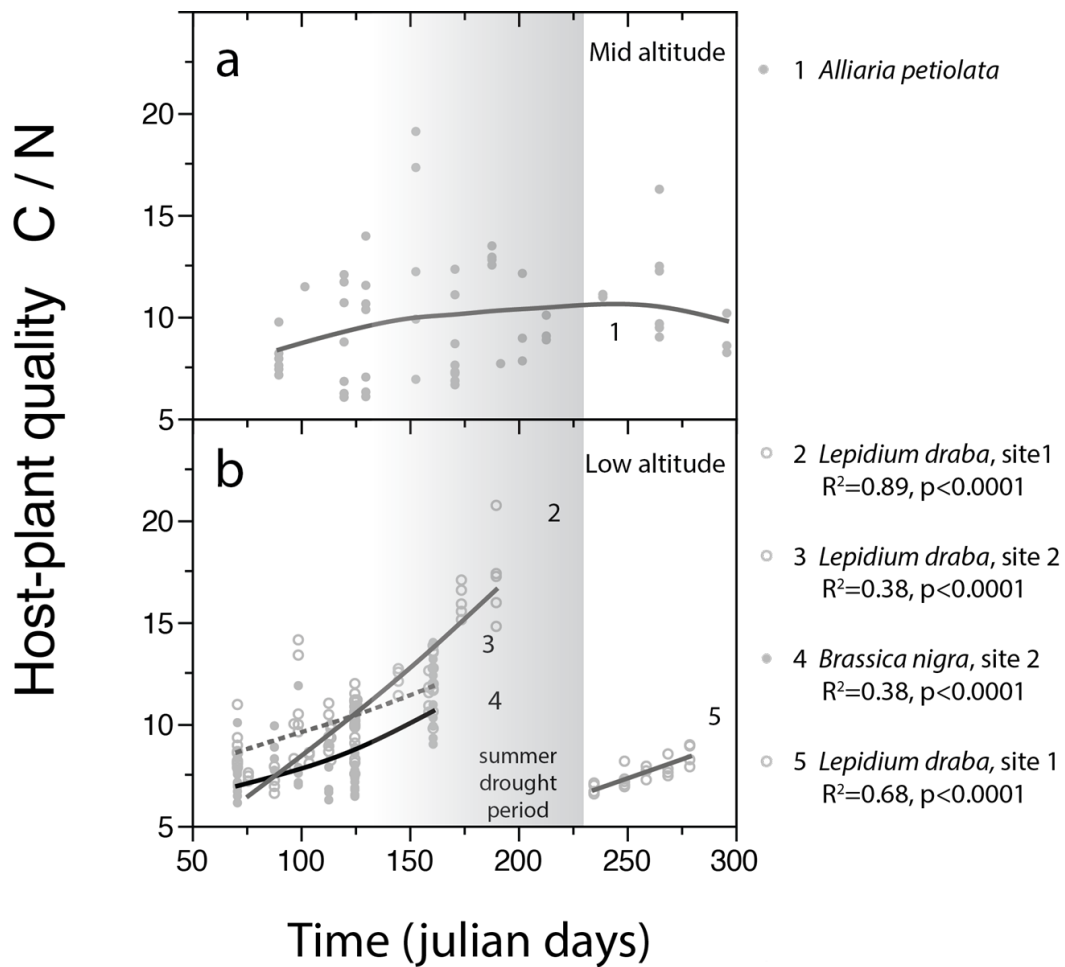 a
Mid altitude
1 Alliaria petiolata
20
15
10
5
1
Host-plant quality C / N
b
Low altitude
2 Lepidium draba, site1
R²=0.89, p<0.0001
3 Lepidium draba, site 2
R²=0.38, p<0.0001
4 Brassica nigra, site 2
R²=0.38, p<0.0001
5 Lepidium draba, site 1
R²=0.68, p<0.0001
20
15
10
5
2
3
4
5
summer
drought
period
50 100 150 200 250 300
Time (julian days)